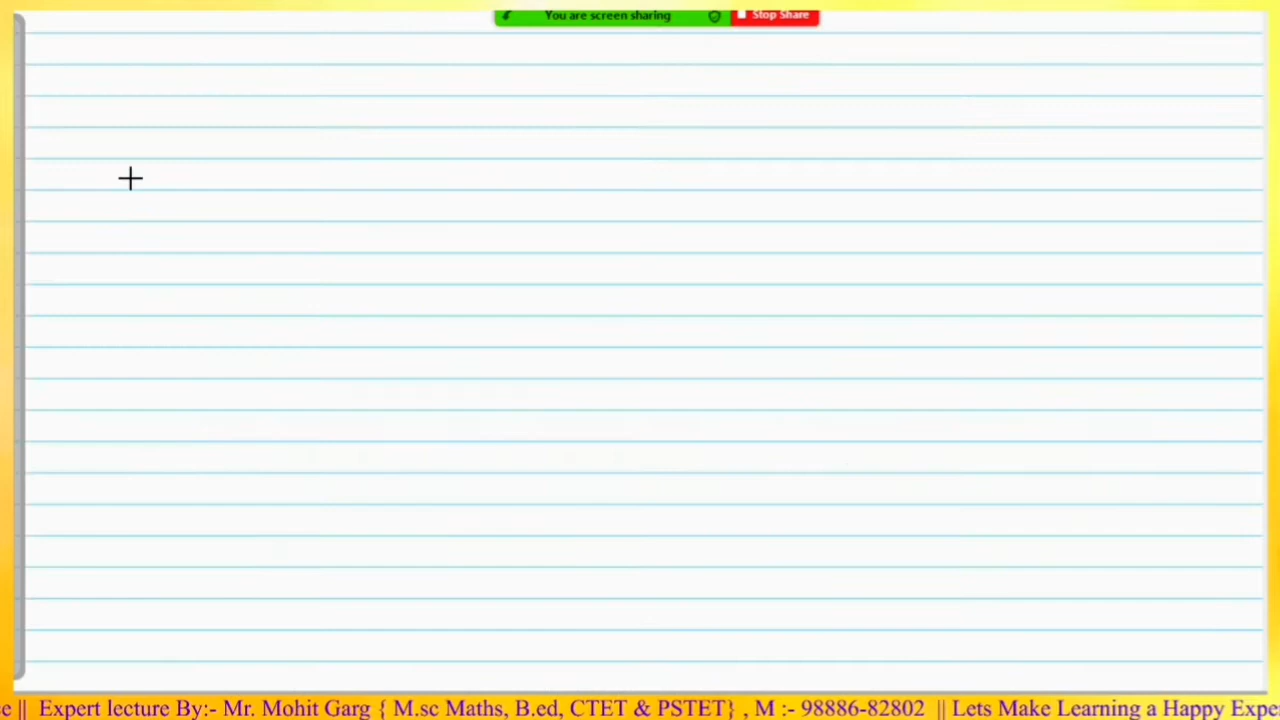 You are screen sharing
Stop Share
se || Expert lecture By:- Mr. Mohit Garg { M.sc Maths, B.ed, CTET & PSTET} , M :- 98886-82802 || Lets Make Learning a Happy Expe